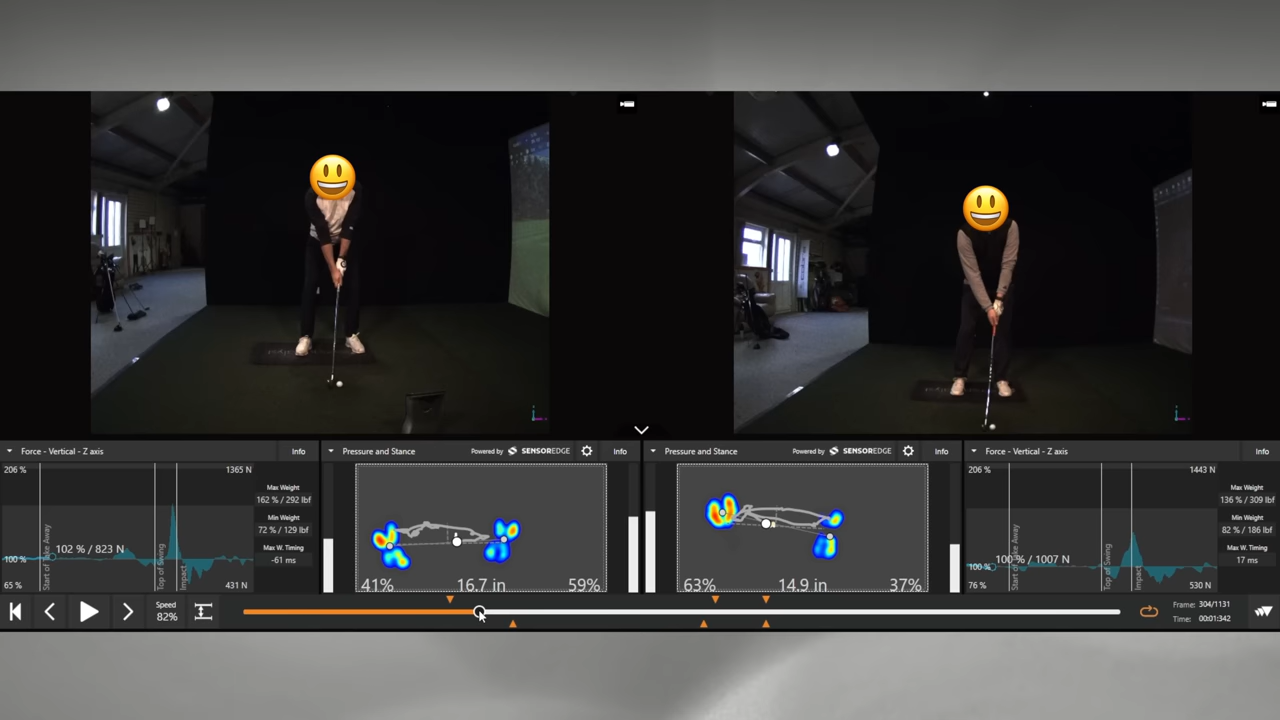 Force - Vertical - Z axis
Info
206 %
1365 N
Start of Take Away
Top of Swing
Impact
102 % / 823 N
100 %
65 %
431 N
Max Weight
162 % / 292 lbf
Min Weight
72 % / 129 lbf
Max W. Timing
-61 ms
Pressure and Stance
Powered by SENSOREDGE
Info
41%
16.7 in
59%
Pressure and Stance
Powered by SENSOREDGE
Info
63%
14.9 in
37%
Force - Vertical - Z axis
Info
206 %
1443 N
Start of Take Away
Top of Swing
Impact
100 % / 1007 N
100 %
76 %
530 N
Max Weight
136 % / 309 lbf
Min Weight
82 % / 186 lbf
Max W. Timing
17 ms
Speed
82%
Frame: 304/1131
Time: 00:01:342